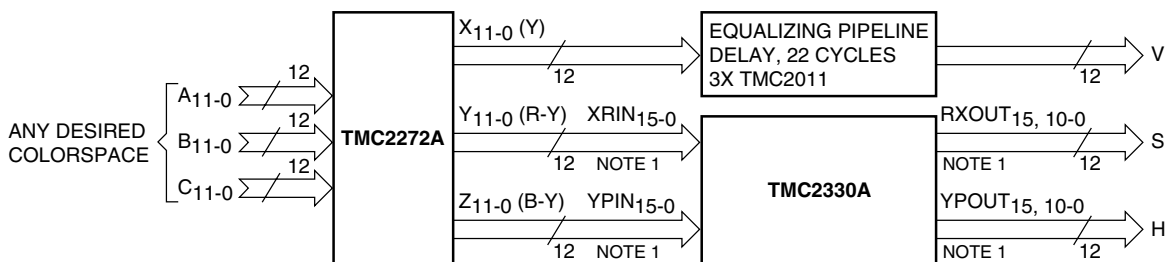 ANY DESIRED
COLORSPACE
A11-0
12
B11-0
12
C11-0
12
TMC2272A
X11-0 (Y)
12
EQUALIZING PIPELINE
DELAY, 22 CYCLES
3X TMC2011
12
V
Y11-0 (R-Y)
XRIN15-0
12
NOTE 1
Z11-0 (B-Y)
YPIN15-0
12
NOTE 1
TMC2330A
RXOUT15, 10-0
NOTE 1
12
S
YPOUT15, 10-0
NOTE 1
12
H